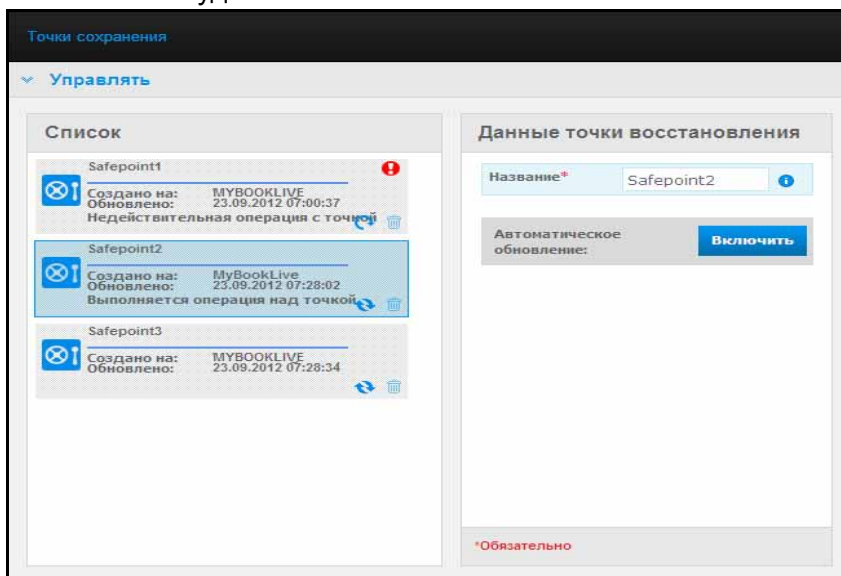 Точки сохранения
Управлять
Список
Safepoint1
Создано на: MYBOOKLIVE
Обновлено: 23.09.2012 07:00:37
Недействительная операция с точкой
Safepoint2
Создано на: MyBookLive
Обновлено: 23.09.2012 07:28:02
Выполняется операция над точкой
Safepoint3
Создано на: MYBOOKLIVE
Обновлено: 23.09.2012 07:28:34
Данные точки восстановления
Название* Safepoint2
Автоматическое обновление: Включить
*Обязательно